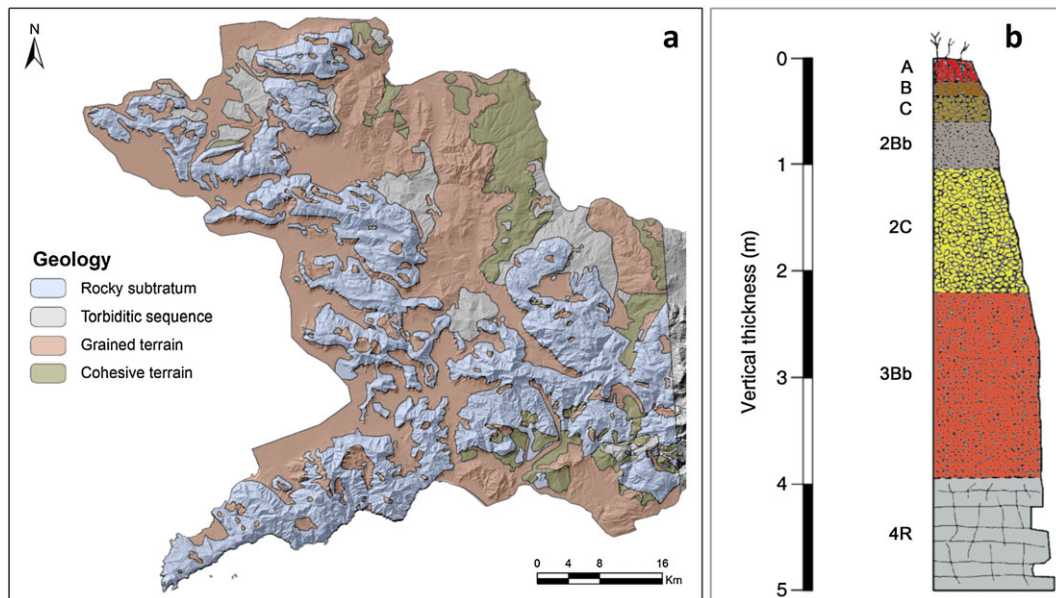 N
a
Geology
Rocky subtratum
Torbiditic sequence
Grained terrain
Cohesive terrain
0 4 8 16
Km
b
Vertical thickness (m)
0
1
2
3
4
5
A
B
C
2Bb
2C
3Bb
4R